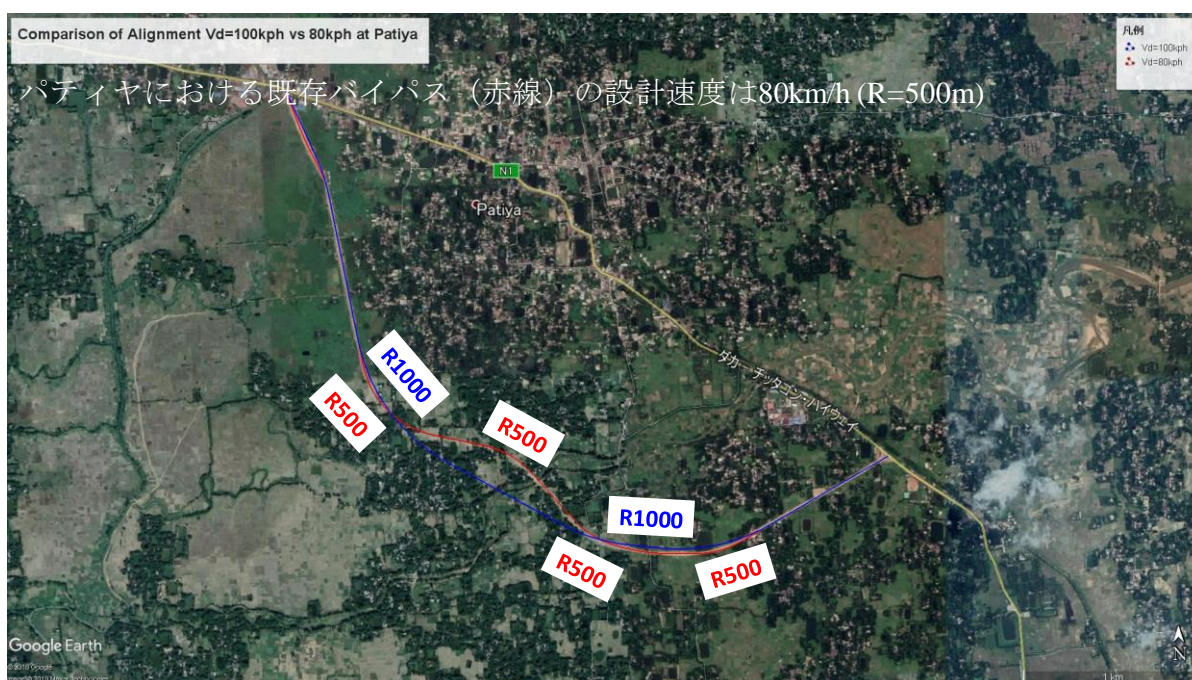 Comparison of Alignment Vd=100kph vs 80kph at Patiya
凡例
Vd=100kph
Vd=80kph
パティヤにおける既存バイパス（赤線）の設計速度は80km/h (R=500m)
N1
Patiya
ダカ―チッタゴン・ハイウェイ
R1000
R500
R500
R1000
R500
R500
Google Earth
N
1 km